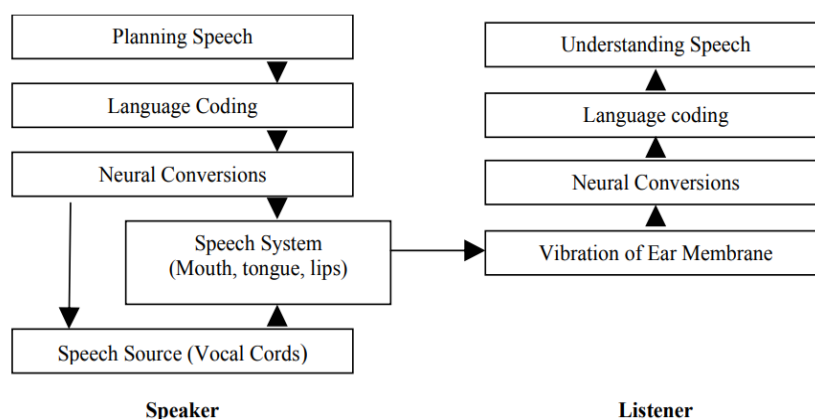 Planning Speech
Language Coding
Neural Conversions
Speech System
(Mouth, tongue, lips)
Speech Source (Vocal Cords)
Speaker
Understanding Speech
Language coding
Neural Conversions
Vibration of Ear Membrane
Listener